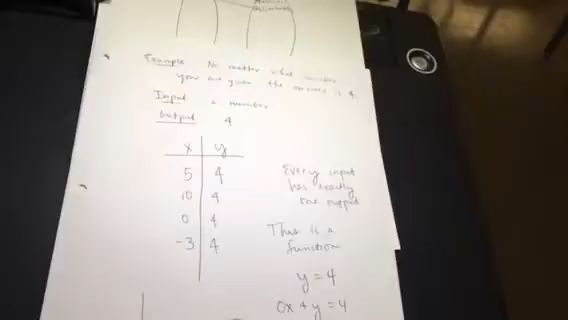 Example No matter what number
you are given the answer is 4.
Input a number
Output 4
x y
5 4
10 4
0 4
-3 4
Every input
has exactly
one output
This is a
function
y = 4
0x + y = 4